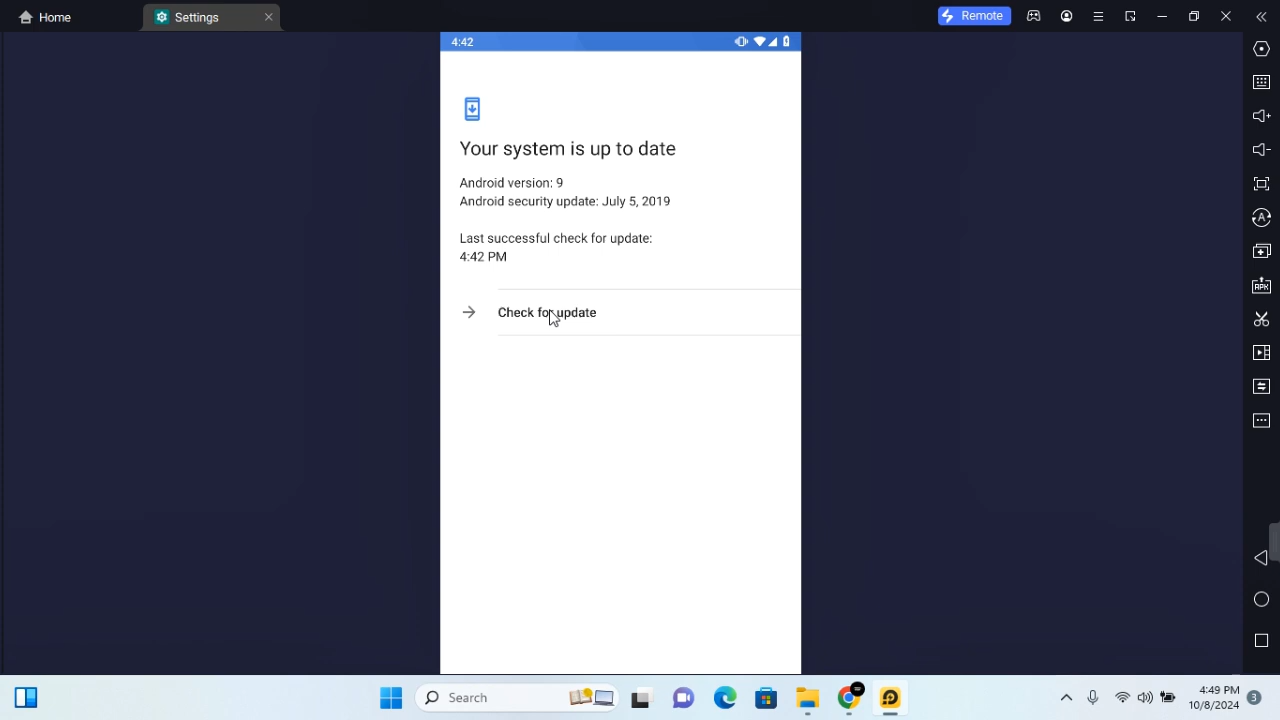 Home
Settings
Remote
4:42
Your system is up to date
Android version: 9
Android security update: July 5, 2019
Last successful check for update:
4:42 PM
Check for update
A
APK
Search
4:49 PM
10/8/2024
3